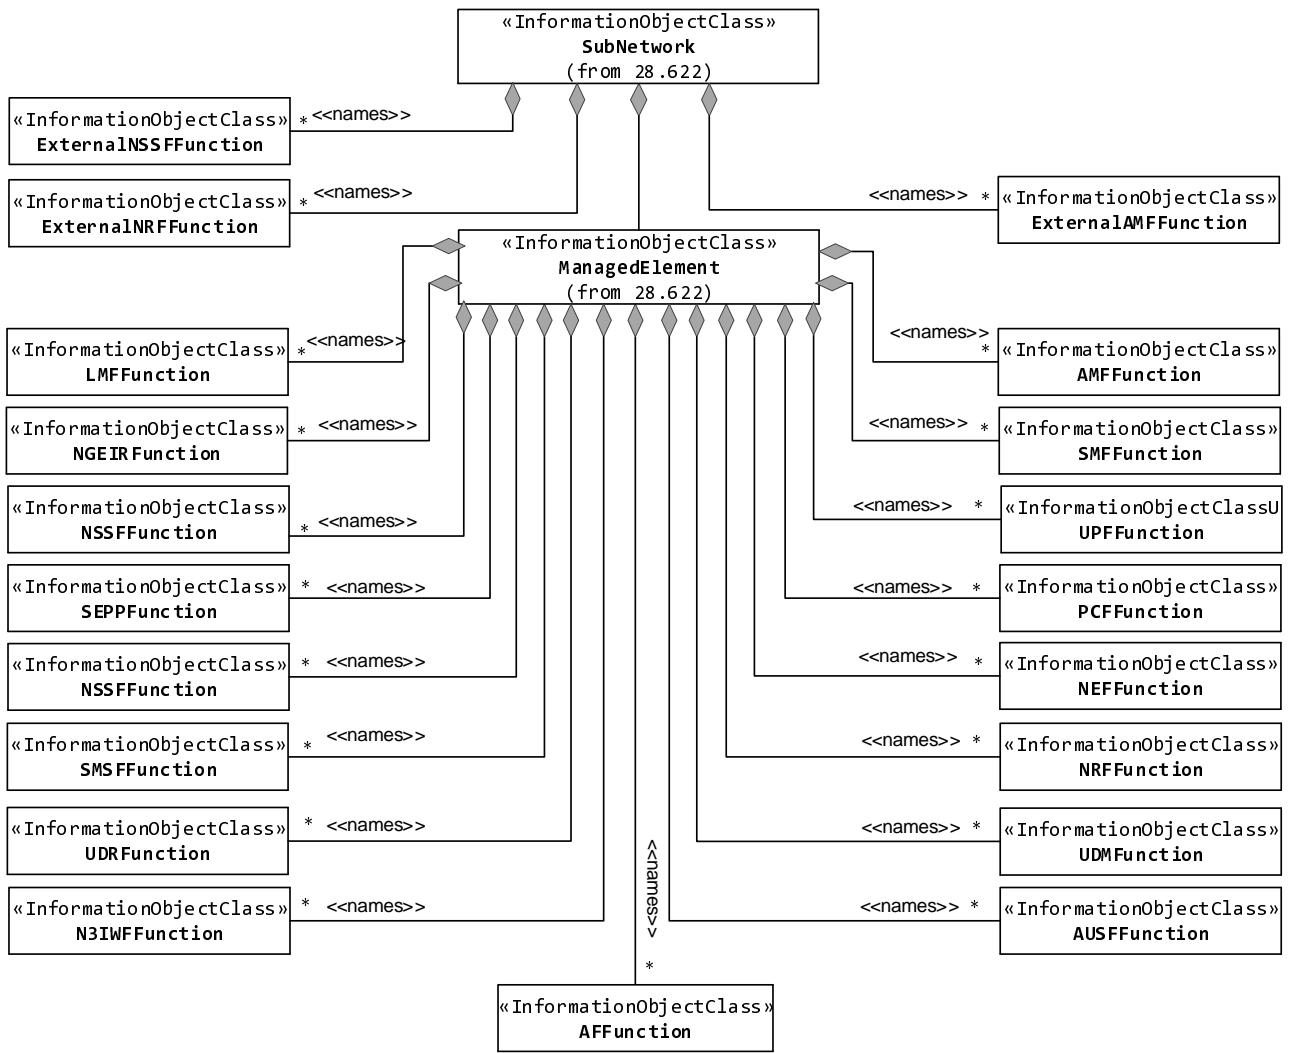 «InformationObjectClass»
SubNetwork
(from 28.622)
«InformationObjectClass»
ExternalNSSFFunction
* <<names>>
«InformationObjectClass»
ExternalNRFFunction
* <<names>>
<<names>> *
«InformationObjectClass»
ExternalAMFFunction
«InformationObjectClass»
ManagedElement
(from 28.622)
«InformationObjectClass»
LMFFunction
* <<names>>
<<names>>
*
«InformationObjectClass»
AMFFunction
«InformationObjectClass»
NGEIRFunction
* <<names>>
<<names>> *
«InformationObjectClass»
SMFFunction
«InformationObjectClass»
NSSFFunction
* <<names>>
<<names>> *
«InformationObjectClassU
UPFFunction
«InformationObjectClass»
SEPPFunction
* <<names>>
<<names>> *
«InformationObjectClass»
PCFFunction
«InformationObjectClass»
NSSFFunction
* <<names>>
<<names>> *
«InformationObjectClass»
NEFFunction
«InformationObjectClass»
SMSFFunction
* <<names>>
<<names>> *
«InformationObjectClass»
NRFFunction
«InformationObjectClass»
UDRFunction
* <<names>>
<<names>> *
«InformationObjectClass»
UDMFunction
«InformationObjectClass»
N3IWFFunction
* <<names>>
<<names>> *
«InformationObjectClass»
AUSFFunction
<<names>>
*
«InformationObjectClass»
AFFunction